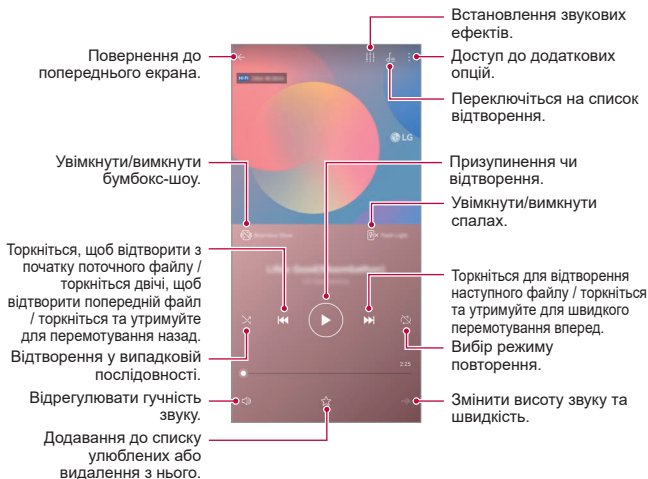 Встановлення звукових
ефектів.
Повернення до
попереднього екрана.
Доступ до додаткових
опцій.
Переключіться на список
відтворення.
LG
Увімкнути/вимкнути
бумбокс-шоу.
Призупинення чи
відтворення.
Увімкнути/вимкнути
спалах.
Торкніться, щоб відтворити з
початку поточного файлу /
торкніться двічі, щоб
відтворити попередній файл
/ торкніться та утримуйте
для перемотування назад.
Торкніться для відтворення
наступного файлу / торкніться
та утримуйте для швидкого
перемотування вперед.
Відтворення у випадковій
послідовності.
Вибір режиму
повторення.
2:25
Відрегулювати гучність
звуку.
Змінити висоту звуку та
швидкість.
Додавання до списку
улюблених або
видалення з нього.